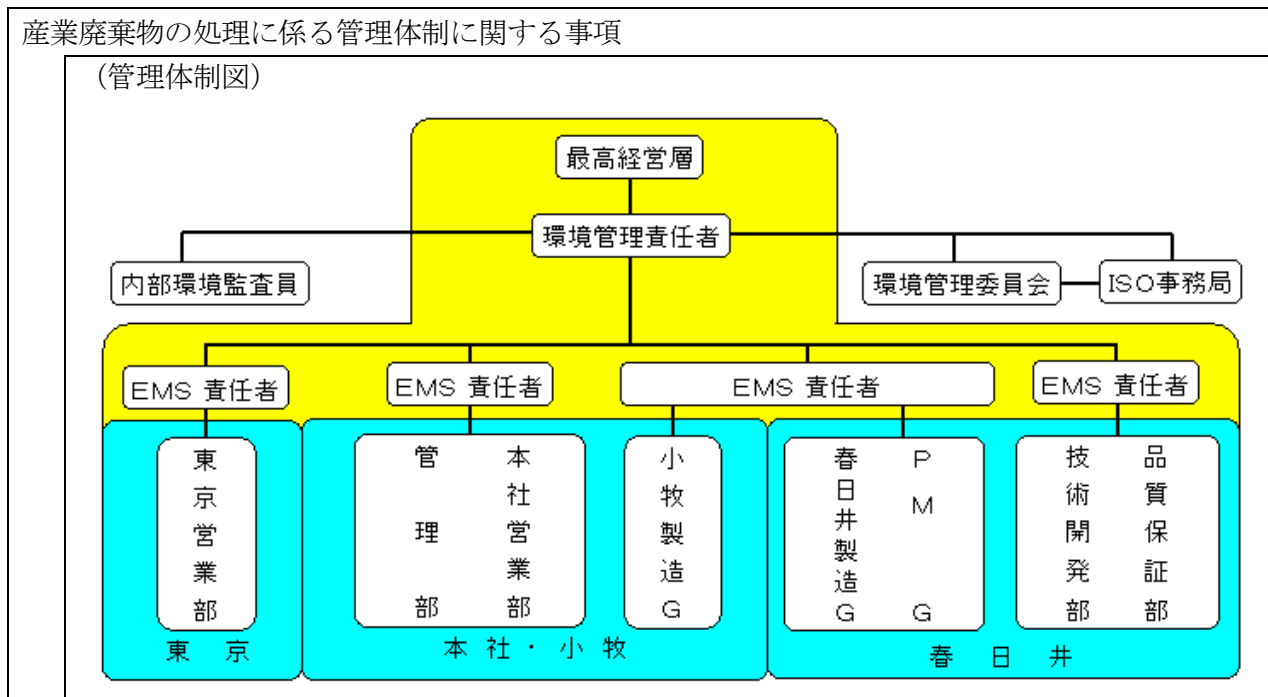 産業廃棄物の処理に係る管理体制に関する事項
（管理体制図）
最高経営層
環境管理責任者
内部環境監査員
環境管理委員会
ISO事務局
EMS 責任者
EMS 責任者
EMS 責任者
EMS 責任者
東京営業部
管理部
本社営業部
小牧製造G
春日井製造G
PMG
技術開発部
品質保証部
東京
本社・小牧
春日井